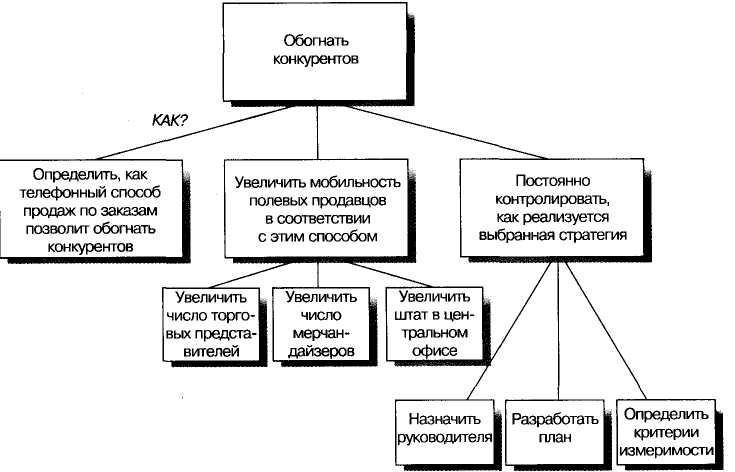 Обогнать
конкурентов
КАК?
Определить, как
телефонный способ
продаж по заказам
позволит обогнать
конкурентов
Увеличить мобильность
полевых продавцов
в соответствии
с этим способом
Постоянно
контролировать,
как реализуется
выбранная стратегия
Увеличить
число торго-
вых предста-
вителей
Увеличить
число
мерчан-
дайзеров
Увеличить
штат в цен-
тральном
офисе
Назначить
руководителя
Разработать
план
Определить
критерии
измеримости